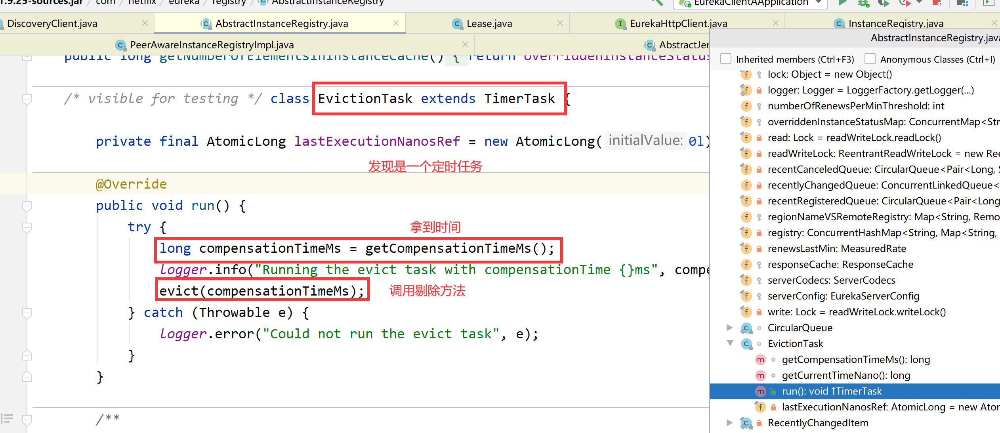 1.9.25-sources.jar com netflix eureka registry AbstractInstanceRegistry
EurekaClientAApplication
2
DiscoveryClient.java
AbstractInstanceRegistry.java
Lease.java
EurekaHttpClient.java
InstanceRegistry.java
PeerAwareInstanceRegistryImpl.java
AbstractJer
public long getNumberofElementsininstanceCache() { return overriddenInstanceStatus
/* visible for testing */ class EvictionTask extends TimerTask {
private final AtomicLong lastExecutionNanosRef = new AtomicLong( initialValue: 0l)
发现是一个定时任务
@Override
public void run() {
try {
拿到时间
long compensationTimeMs = getCompensationTimeMs();
logger.info("Running the evict task with compensationTime {}ms", compe
evict(compensationTimeMs);
调用剔除方法
} catch (Throwable e) {
logger.error("Could not run the evict task", e);
}
}
/**
AbstractInstanceRegistry.java
Inherited members (Ctrl+F3)
Anonymous Classes (Ctrl+I)
lock: Object = new Object()
logger: Logger = LoggerFactory.getLogger(...)
numberOfRenewsPerMinThreshold: int
overriddenInstanceStatusMap: ConcurrentMap<Str
read: Lock = readWriteLock.readLock()
readWriteLock: ReentrantReadWriteLock = new Ree
recentCanceledQueue: CircularQueue<Pair<Long, S
recentlyChangedQueue: ConcurrentLinkedQueue<
recentRegisteredQueue: CircularQueue<Pair<Long
regionNameVSRemoteRegistry: Map<String, Remo
registry: ConcurrentHashMap<String, Map<String,
renewsLastMin: MeasuredRate
responseCache: ResponseCache
serverCodecs: ServerCodecs
serverConfig: EurekaServerConfig
write: Lock = readWriteLock.writeLock()
CircularQueue
EvictionTask
getCompensationTimeMs(): long
getCurrentTimeNano(): long
run(): void ↑TimerTask
lastExecutionNanosRef: AtomicLong = new Ator
RecentlyChangedItem